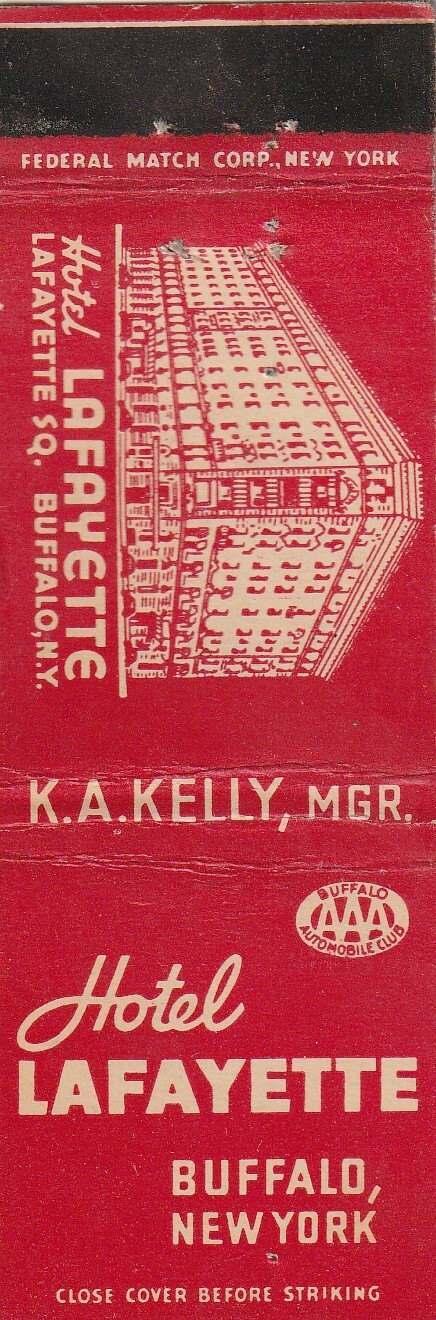 FEDERAL MATCH CORP., NEW YORK
Hotel LAFAYETTE
LAFAYETTE SQ. BUFFALO, N.Y.
K.A. KELLY, MGR.
BUFFALO
AAA
AUTOMOBILE CLUB
Hotel
LAFAYETTE
BUFFALO,
NEW YORK
CLOSE COVER BEFORE STRIKING